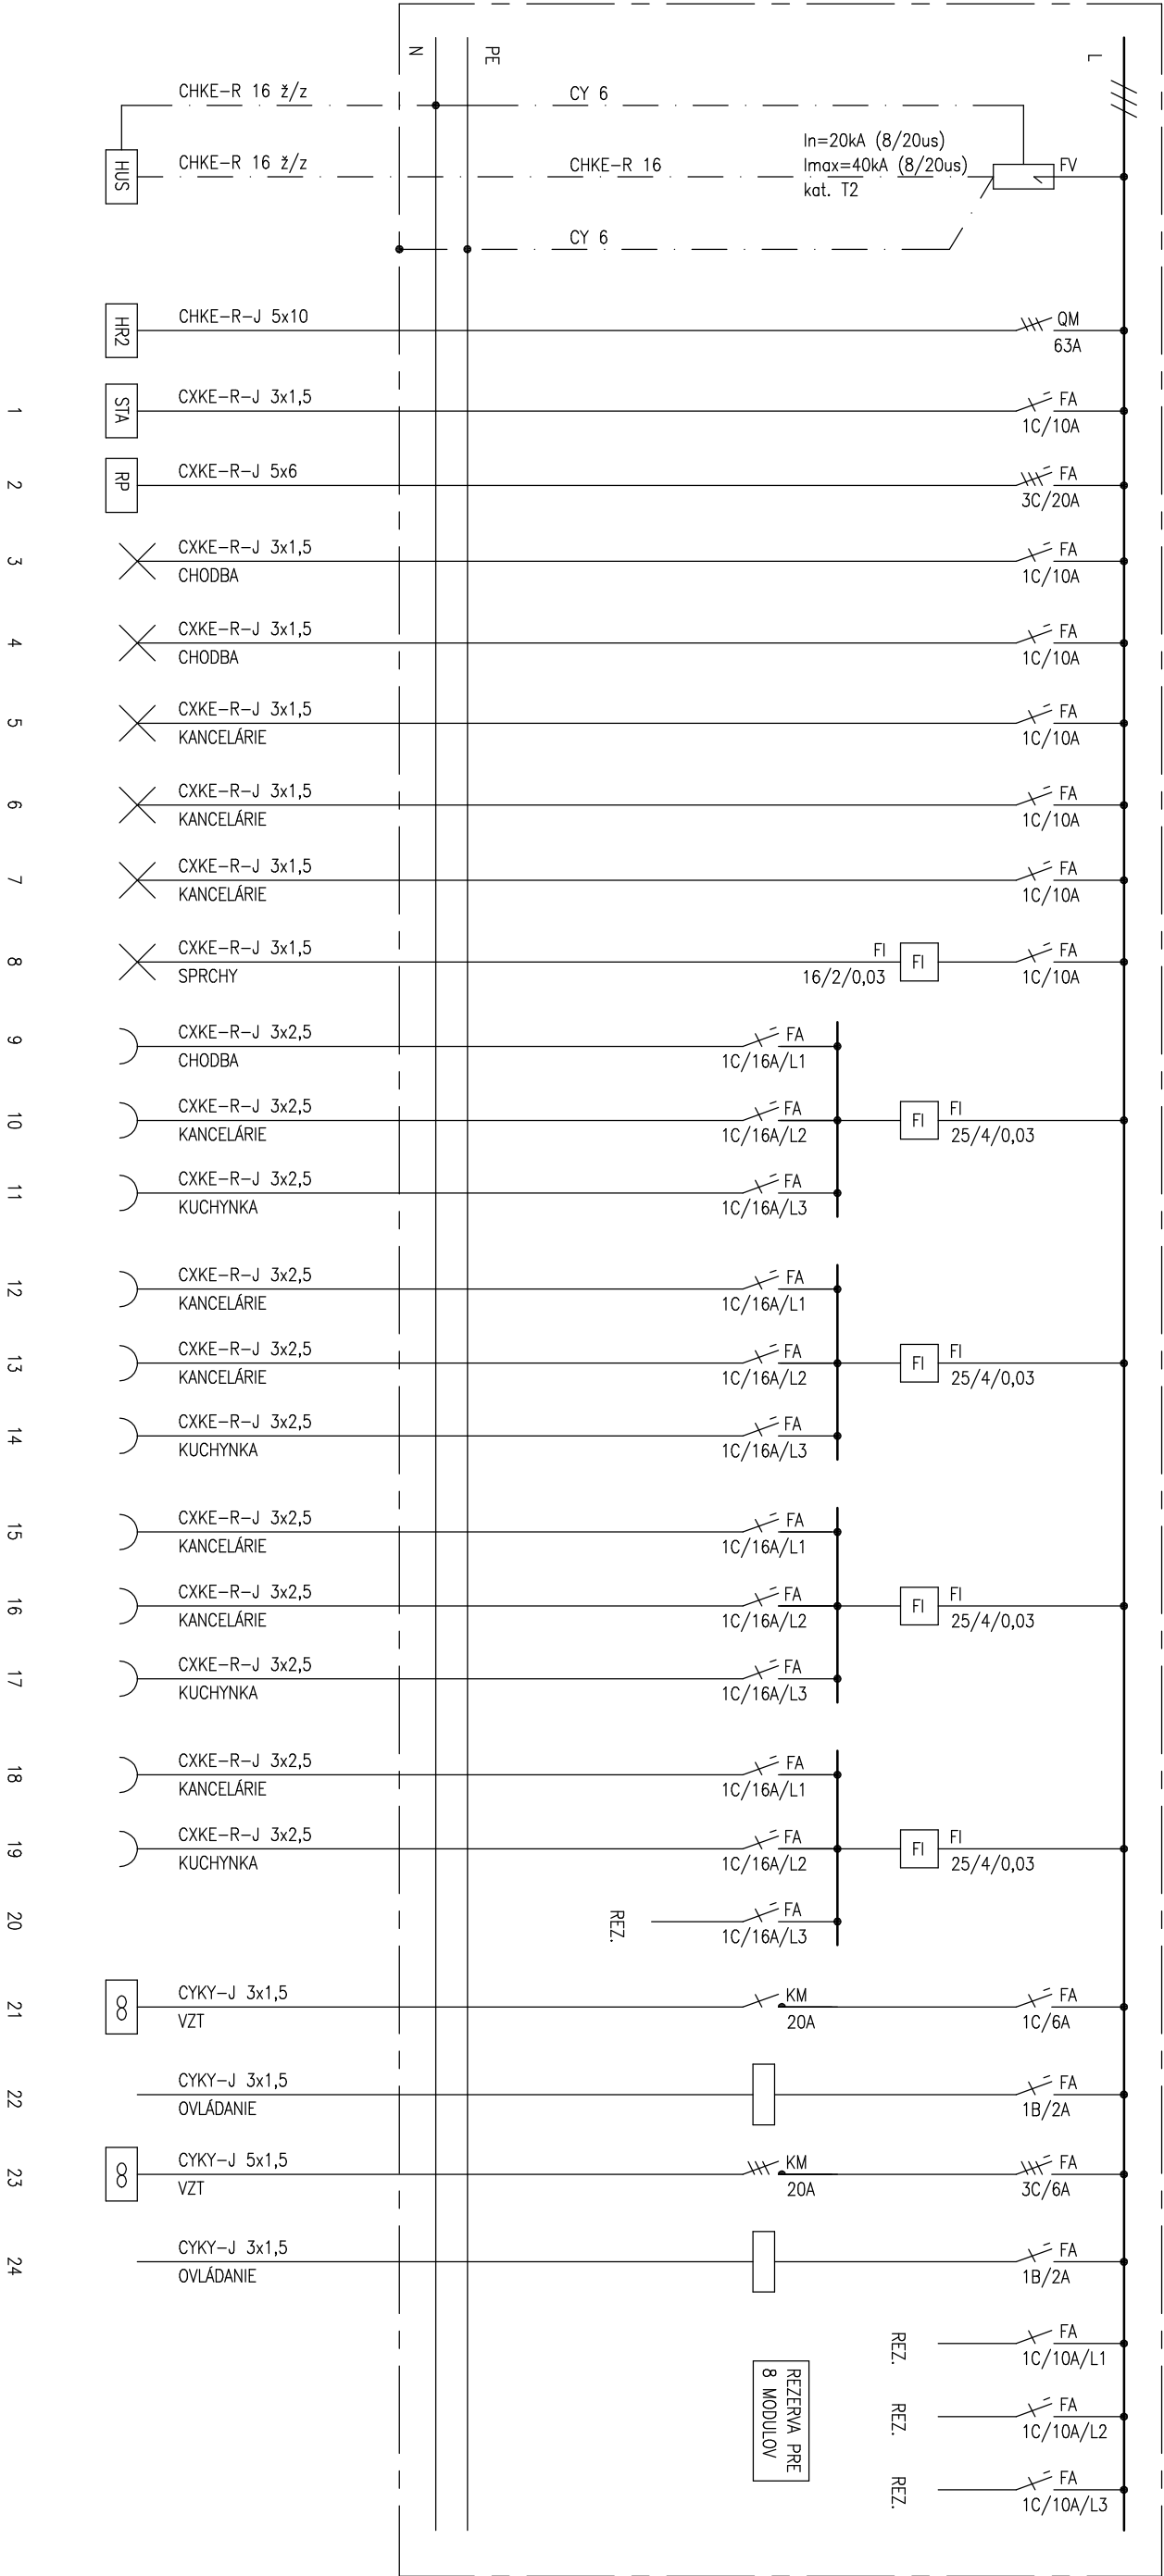 N
PE
L
CHKE-R 16 ž/z
CY 6
HUS
CHKE-R 16 ž/z
CHKE-R 16
In=20kA (8/20us)
Imax=40kA (8/20us)
kat. T2
FV
CY 6
HR2
CHKE-R-J 5x10
QM
63A
1
STA
CXKE-R-J 3x1,5
FA
1C/10A
2
RP
CXKE-R-J 5x6
FA
3C/20A
3
CXKE-R-J 3x1,5
CHODBA
FA
1C/10A
4
CXKE-R-J 3x1,5
CHODBA
FA
1C/10A
5
CXKE-R-J 3x1,5
KANCELÁRIE
FA
1C/10A
6
CXKE-R-J 3x1,5
KANCELÁRIE
FA
1C/10A
7
CXKE-R-J 3x1,5
KANCELÁRIE
FA
1C/10A
8
CXKE-R-J 3x1,5
SPRCHY
FI
16/2/0,03
FI
FA
1C/10A
9
CXKE-R-J 3x2,5
CHODBA
FA
1C/16A/L1
10
CXKE-R-J 3x2,5
KANCELÁRIE
FA
1C/16A/L2
FI
FI
25/4/0,03
11
CXKE-R-J 3x2,5
KUCHYNKA
FA
1C/16A/L3
12
CXKE-R-J 3x2,5
KANCELÁRIE
FA
1C/16A/L1
13
CXKE-R-J 3x2,5
KANCELÁRIE
FA
1C/16A/L2
FI
FI
25/4/0,03
14
CXKE-R-J 3x2,5
KUCHYNKA
FA
1C/16A/L3
15
CXKE-R-J 3x2,5
KANCELÁRIE
FA
1C/16A/L1
16
CXKE-R-J 3x2,5
KANCELÁRIE
FA
1C/16A/L2
FI
FI
25/4/0,03
17
CXKE-R-J 3x2,5
KUCHYNKA
FA
1C/16A/L3
18
CXKE-R-J 3x2,5
KANCELÁRIE
FA
1C/16A/L1
19
CXKE-R-J 3x2,5
KUCHYNKA
FA
1C/16A/L2
FI
FI
25/4/0,03
20
REZ.
FA
1C/16A/L3
21
CYKY-J 3x1,5
VZT
KM
20A
FA
1C/6A
22
CYKY-J 3x1,5
OVLÁDANIE
FA
1B/2A
23
CYKY-J 5x1,5
VZT
KM
20A
FA
3C/6A
24
CYKY-J 3x1,5
OVLÁDANIE
FA
1B/2A
REZ.
FA
1C/10A/L1
REZERVA PRE
8 MODULOV
REZ.
FA
1C/10A/L2
REZ.
FA
1C/10A/L3